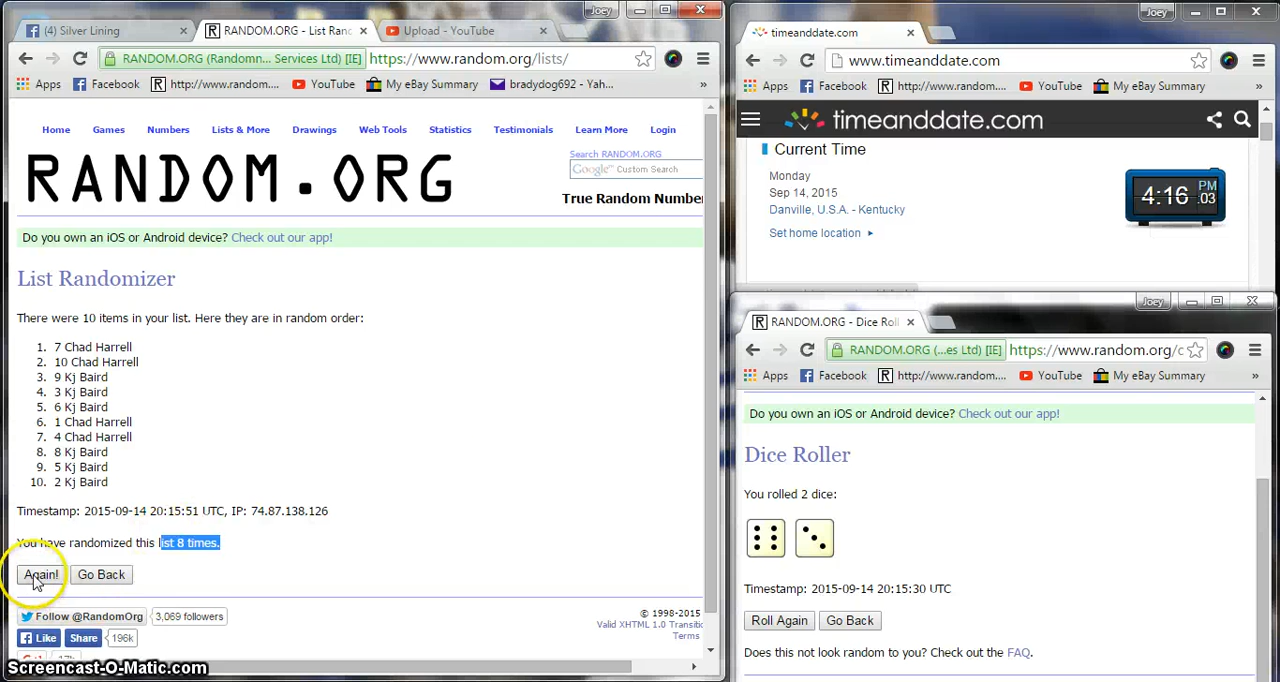 Joey
(4) Silver Lining
RANDOM.ORG - List Ran
Upload - YouTube
RANDOM.ORG (Randomn... Services Ltd) [IE] https://www.random.org/lists/
Apps Facebook http://www.random.... YouTube My eBay Summary bradydog692 - Yah... »
Home Games Numbers Lists & More Drawings Web Tools Statistics Testimonials Learn More Login
RANDOM.ORG
Search RANDOM.ORG
Google™ Custom Search
True Random Number
Do you own an iOS or Android device? Check out our app!
List Randomizer
There were 10 items in your list. Here they are in random order:
1. 7 Chad Harrell
2. 10 Chad Harrell
3. 9 Kj Baird
4. 3 Kj Baird
5. 6 Kj Baird
6. 1 Chad Harrell
7. 4 Chad Harrell
8. 8 Kj Baird
9. 5 Kj Baird
10. 2 Kj Baird
Timestamp: 2015-09-14 20:15:51 UTC, IP: 74.87.138.126
You have randomized this list 8 times.
Again! Go Back
Follow @RandomOrg 3,069 followers
Like Share 196k
© 1998-2015
Valid XHTML 1.0 Transiti
Terms
Screencast-O-Matic.com
Joey
timeanddate.com
www.timeanddate.com
Apps Facebook http://www.random.... YouTube My eBay Summary »
timeanddate.com
Current Time
Monday
Sep 14, 2015
Danville, U.S.A. - Kentucky
Set home location
4:16 PM .03
Joey
RANDOM.ORG - Dice Roll
RANDOM.ORG (...es Ltd) [IE] https://www.random.org/c
Apps Facebook http://www.random.... YouTube My eBay Summary »
Do you own an iOS or Android device? Check out our app!
Dice Roller
You rolled 2 dice:
Timestamp: 2015-09-14 20:15:30 UTC
Roll Again Go Back
Does this not look random to you? Check out the FAQ.